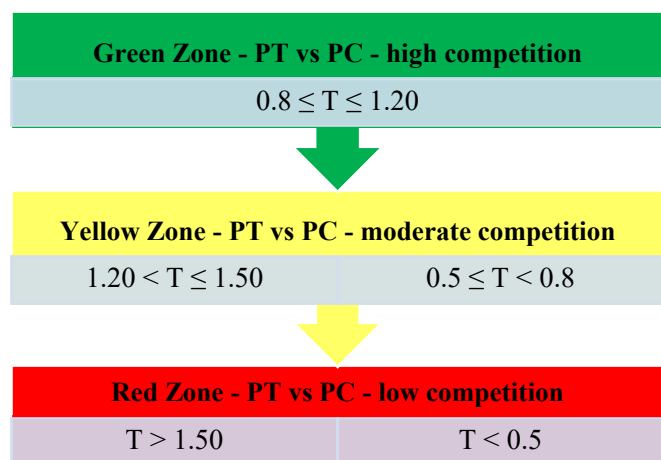 Green Zone - PT vs PC - high competition
0.8 ≤ T ≤ 1.20
Yellow Zone - PT vs PC - moderate competition
1.20 < T ≤ 1.50
0.5 ≤ T < 0.8
Red Zone - PT vs PC - low competition
T > 1.50
T < 0.5